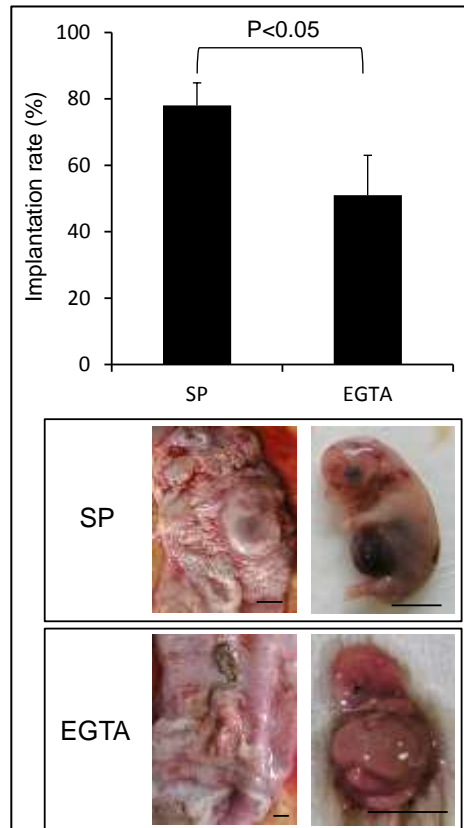 100
P<0.05
80
60
40
20
0
Implantation rate (%)
SP
EGTA
SP
EGTA